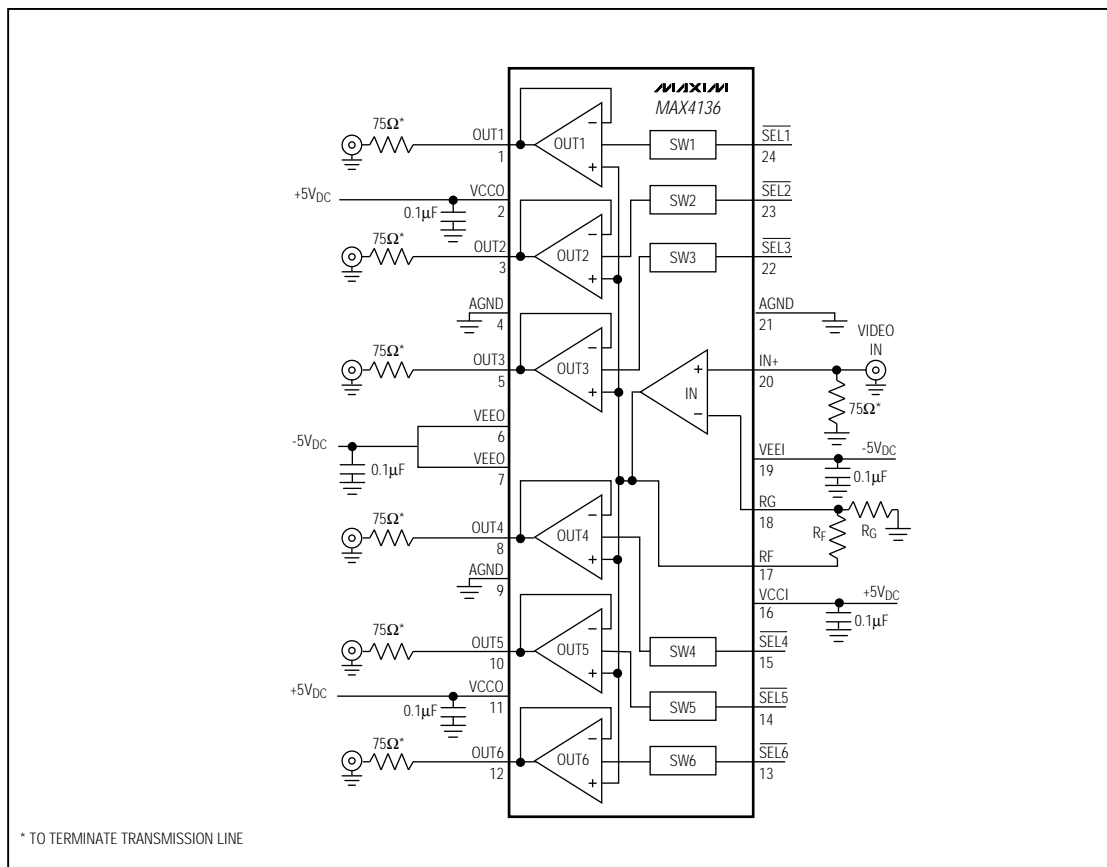 MAXIM
MAX4136
75Ω*
OUT1
1
OUT1
SW1
SEL1
24
+5VDC
0.1µF
VCCO
2
SW2
SEL2
23
75Ω*
OUT2
3
OUT2
SW3
SEL3
22
AGND
4
AGND
21
VIDEO
IN
75Ω*
OUT3
5
OUT3
IN
IN+
20
75Ω*
-5VDC
0.1µF
VEEO
6
VEEO
7
VEEI
19
-5VDC
0.1µF
RG
18
RF
RG
75Ω*
OUT4
8
OUT4
RF
17
AGND
9
VCCI
16
+5VDC
0.1µF
75Ω*
OUT5
10
OUT5
SW4
SEL4
15
+5VDC
0.1µF
VCCO
11
SW5
SEL5
14
75Ω*
OUT6
12
OUT6
SW6
SEL6
13
* TO TERMINATE TRANSMISSION LINE